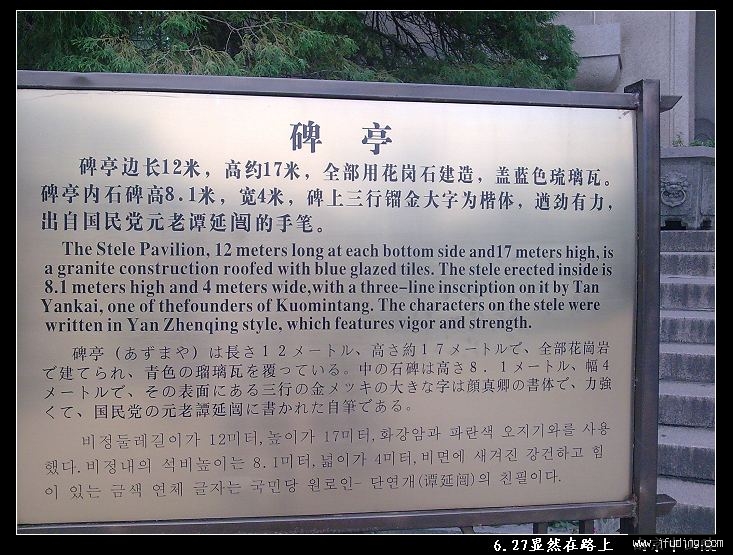 碑 亭
碑亭边长12米，高约17米，全部用花岗石建造，盖蓝色琉璃瓦。
碑亭内石碑高8.1米，宽4米，碑上三行镏金大字为楷体，遒劲有力，
出自国民党元老谭延闿的手笔。
The Stele Pavilion, 12 meters long at each bottom side and17 meters high, is
a granite construction roofed with blue glazed tiles. The stele erected inside is
8.1 meters high and 4 meters wide,with a three-line inscription on it by Tan
Yankai, one of thefounders of Kuomintang. The characters on the stele were
written in Yan Zhenqing style, which features vigor and strength.
碑亭（あずまや）は長さ１２メートル、高さ約１７メートルで、全部花崗岩
で建てられ、青色の瑠璃瓦を覆っている。中の石碑は高さ８．１メートル、幅４
メートルで、その表面にある三行の金メツキの大きな字は顔真卿の書体で、力強
くて、国民党の元老譚延闿に書かれた自筆である。
비정둘레길이가 12미터,높이가 17미터,화강암과 파란색 오지기와를 사용
했다.비정내의 석비높이는 8.1미터,넓이가 4미터,비면에 새겨진 강건하고 힘
이 있는 금색 연체 글자는 국민당 원로인- 단연개(谭延闿)의 친필이다.
6.27显然在路上 www.jfuding.com